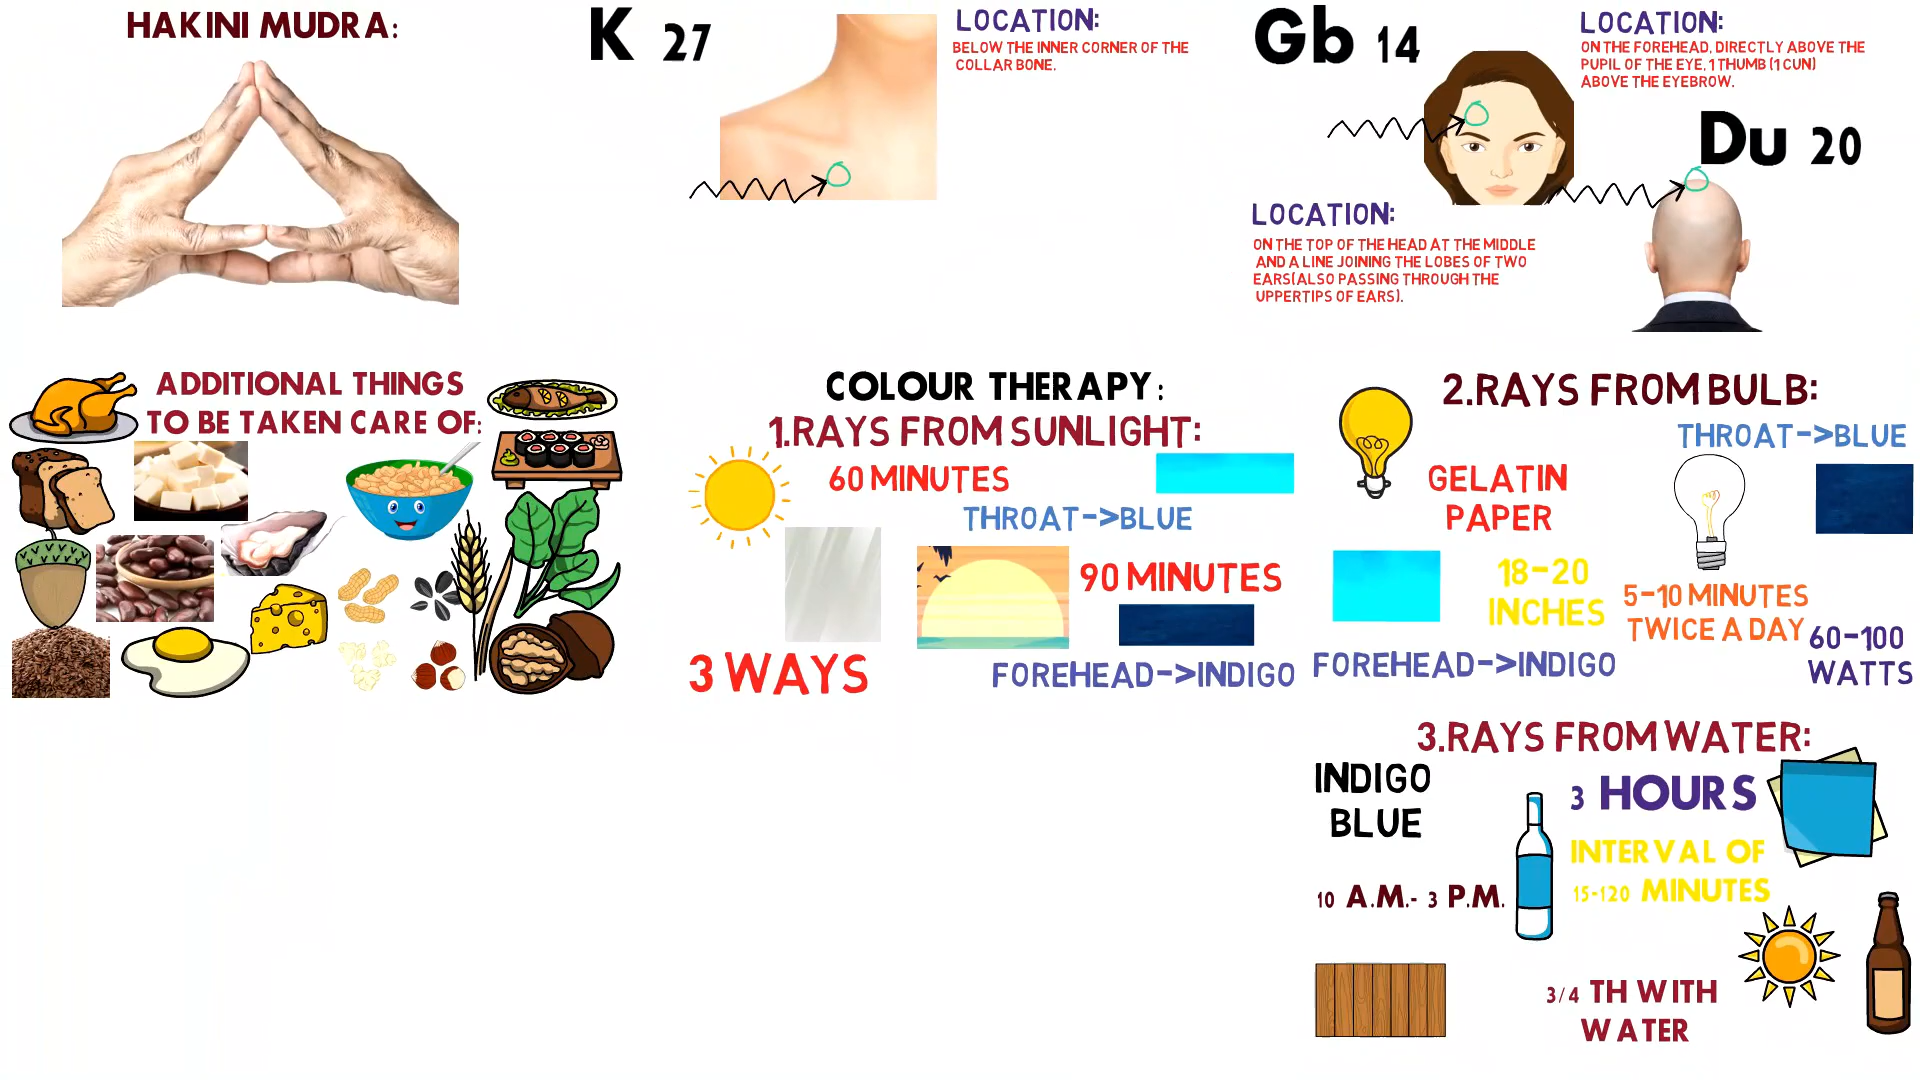 HAKINI MUDRA:
K 27
LOCATION:
BELOW THE INNER CORNER OF THE
COLLAR BONE.
Gb 14
LOCATION:
ON THE FOREHEAD, DIRECTLY ABOVE THE
PUPIL OF THE EYE, 1 THUMB (1 CUN)
ABOVE THE EYEBROW.
Du 20
LOCATION:
ON THE TOP OF THE HEAD AT THE MIDDLE
AND A LINE JOINING THE LOBES OF TWO
EARS(ALSO PASSING THROUGH THE
UPPERTIPS OF EARS).
ADDITIONAL THINGS
TO BE TAKEN CARE OF:
COLOUR THERAPY:
1.RAYS FROM SUNLIGHT:
60 MINUTES
THROAT->BLUE
90 MINUTES
3 WAYS
FOREHEAD->INDIGO
2.RAYS FROM BULB:
THROAT->BLUE
GELATIN
PAPER
18-20
INCHES
5-10 MINUTES
TWICE A DAY
60-100
WATTS
FOREHEAD->INDIGO
3.RAYS FROM WATER:
INDIGO
BLUE
3 HOURS
INTERVAL OF
15-120 MINUTES
10 A.M.- 3 P.M.
3/4 TH WITH
WATER